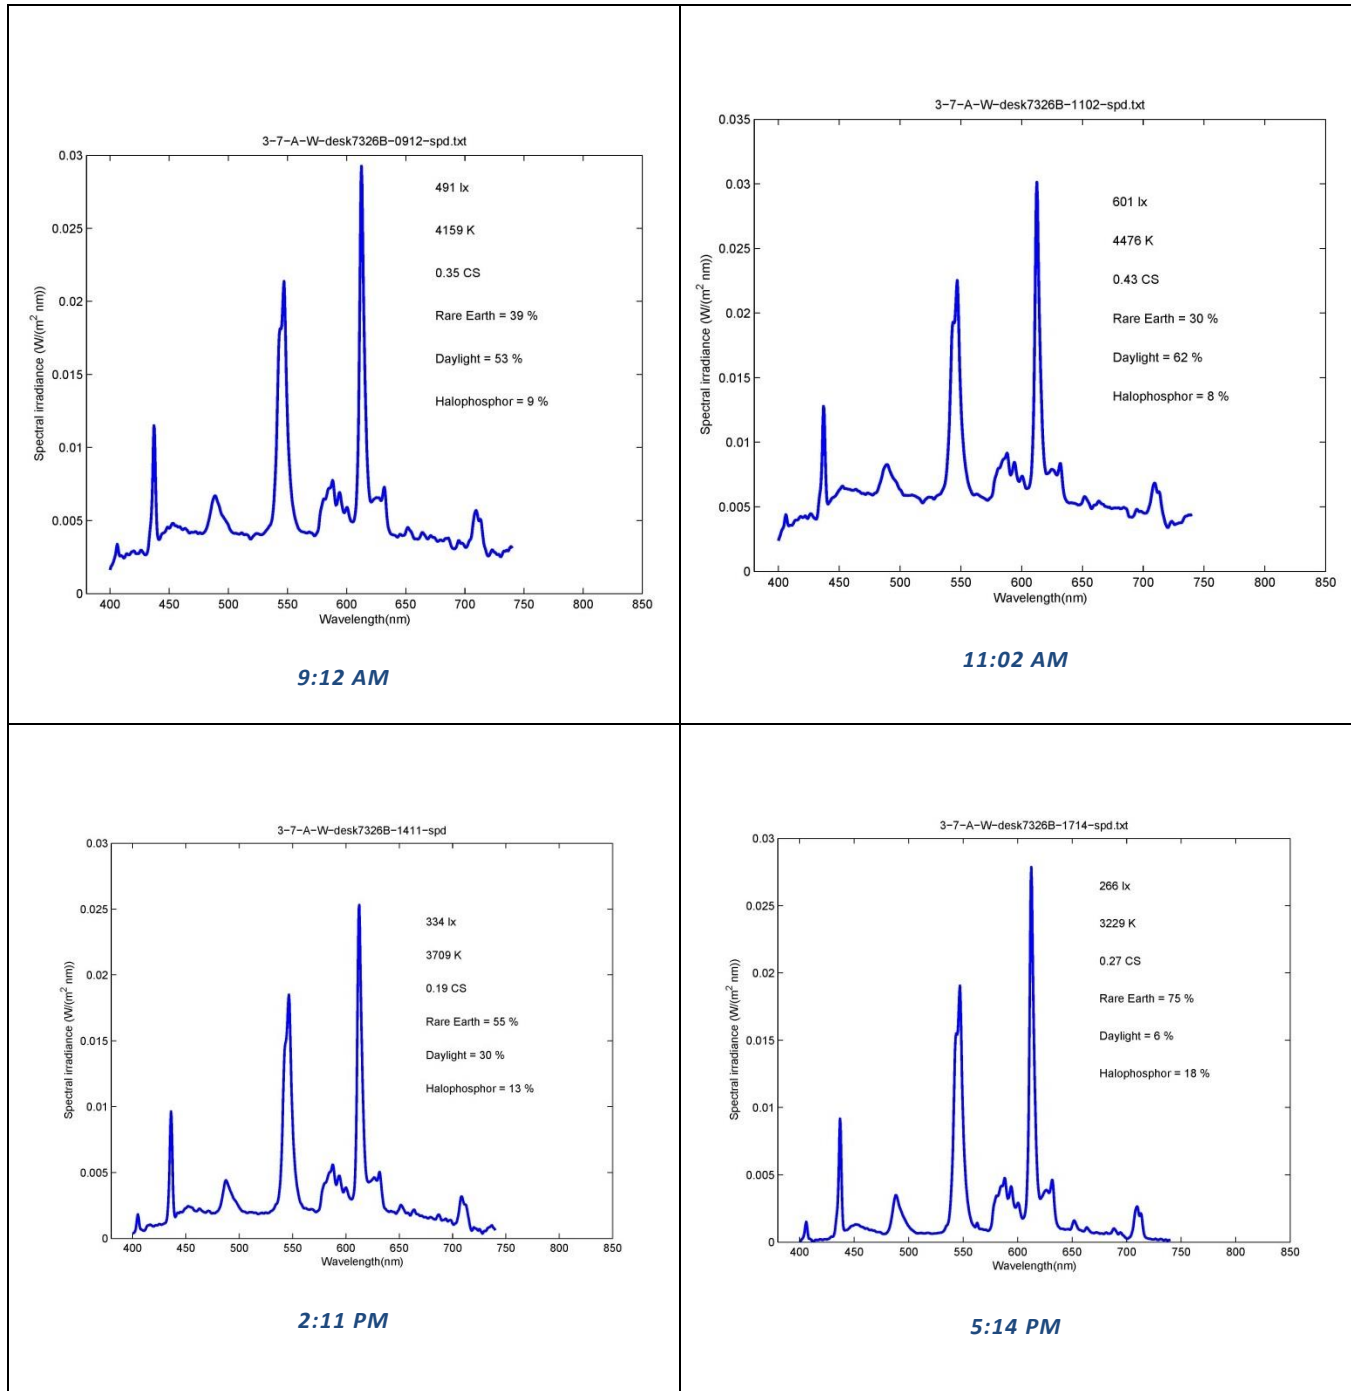 3-7-A-W-desk7326B-0912-spd.txt
0.03
0.025
0.02
0.015
0.01
0.005
0
Spectral irradiance (W/(m² nm))
491 lx
4159 K
0.35 CS
Rare Earth = 39 %
Daylight = 53 %
Halophosphor = 9 %
400 450 500 550 600 650 700 750 800 850
Wavelength(nm)
9:12 AM
3-7-A-W-desk7326B-1102-spd.txt
0.035
0.03
0.025
0.02
0.015
0.01
0.005
0
Spectral irradiance (W/(m² nm))
601 lx
4476 K
0.43 CS
Rare Earth = 30 %
Daylight = 62 %
Halophosphor = 8 %
400 450 500 550 600 650 700 750 800 850
Wavelength(nm)
11:02 AM
3-7-A-W-desk7326B-1411-spd
0.03
0.025
0.02
0.015
0.01
0.005
0
Spectral irradiance (W/(m² nm))
334 lx
3709 K
0.19 CS
Rare Earth = 55 %
Daylight = 30 %
Halophosphor = 13 %
400 450 500 550 600 650 700 750 800 850
Wavelength(nm)
2:11 PM
3-7-A-W-desk7326B-1714-spd.txt
0.03
0.025
0.02
0.015
0.01
0.005
0
Spectral irradiance (W/(m² nm))
266 lx
3229 K
0.27 CS
Rare Earth = 75 %
Daylight = 6 %
Halophosphor = 18 %
400 450 500 550 600 650 700 750 800 850
Wavelength(nm)
5:14 PM